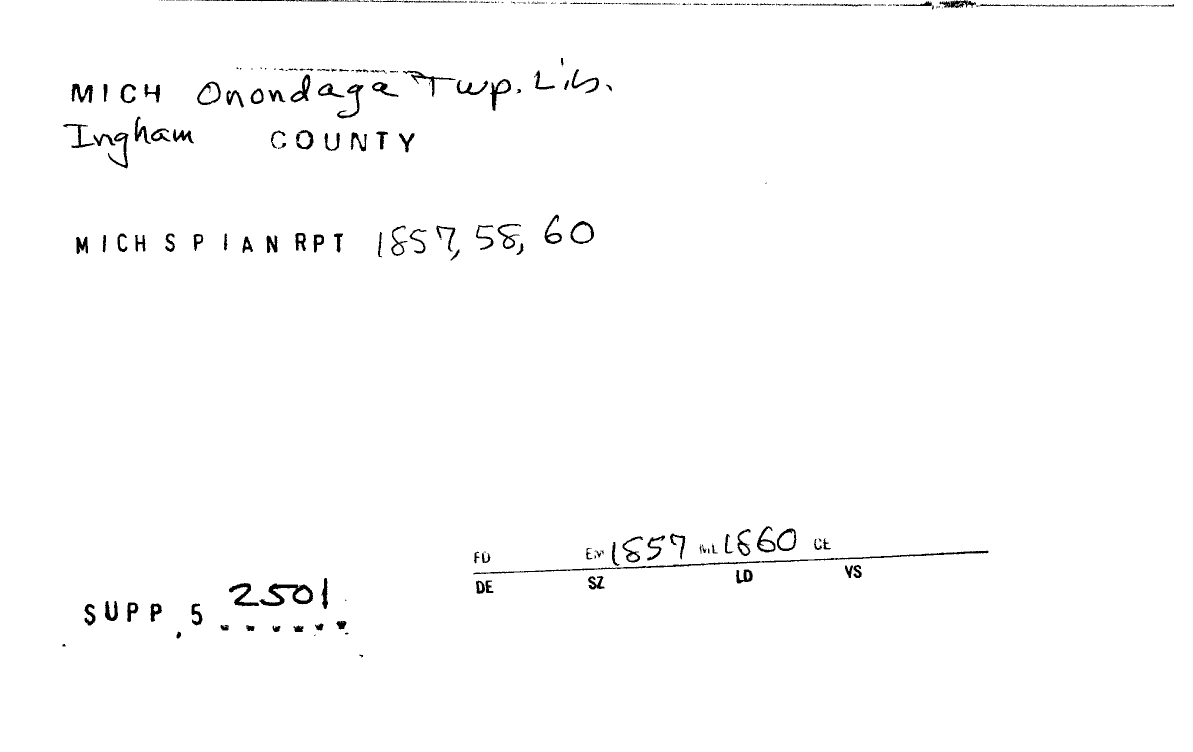 MICH Onondaga Twp. Lib.
Ingham COUNTY
MICH S P I A N RPT 1857, 58, 60
FD EM 1857 ML 1860 CE
DE SZ LD VS
SUPP, 5 2501